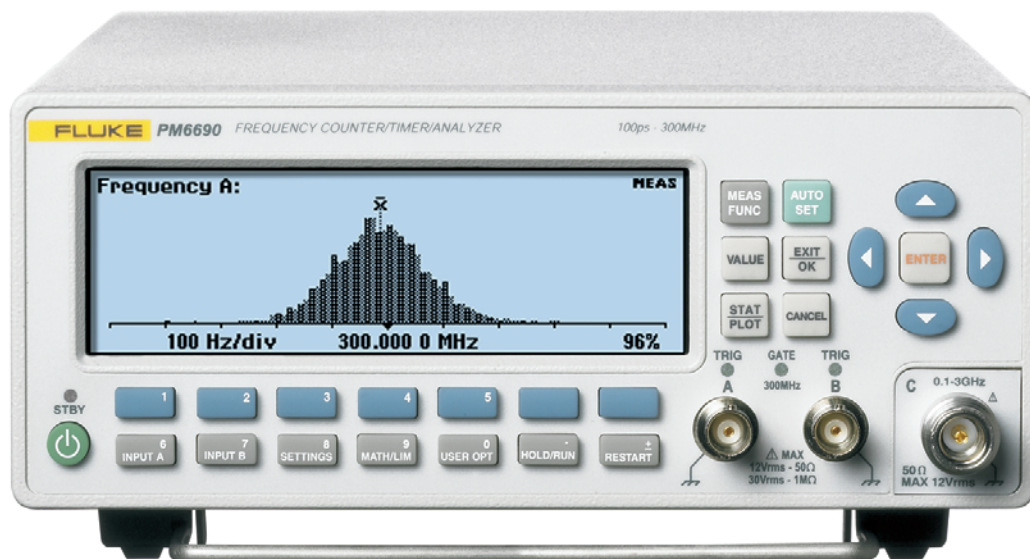 FLUKE PM6690 FREQUENCY COUNTER/TIMER/ANALYZER 100ps - 300MHz
Frequency A: MEAS
X̄
100 Hz/div 300.000 0 MHz 96%
MEAS FUNC
AUTO SET
VALUE
EXIT OK
STAT PLOT
CANCEL
ENTER
TRIG A
GATE 300MHz
TRIG B
C 0.1-3GHz
STBY
1 2 3 4 5
6 INPUT A
7 INPUT B
8 SETTINGS
9 MATH/LIM
0 USER OPT
. HOLD/RUN
± RESTART
MAX
12Vrms - 50Ω
30Vrms - 1MΩ
50 Ω
MAX 12Vrms